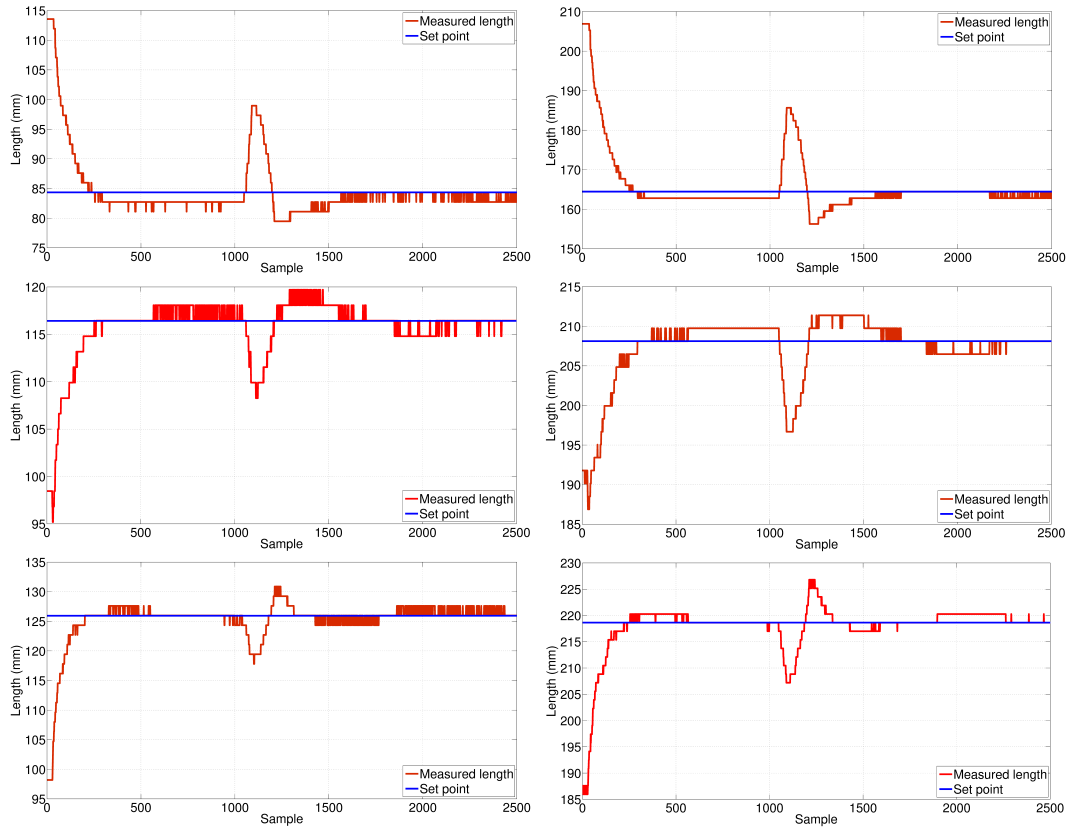 115
110
105
100
95
90
85
80
75
Length (mm)
0 500 1000 1500 2000 2500
Sample
Measured length
Set point
210
200
190
180
170
160
150
Length (mm)
0 500 1000 1500 2000 2500
Sample
Measured length
Set point
120
115
110
105
100
95
Length (mm)
0 500 1000 1500 2000 2500
Sample
Measured length
Set point
215
210
205
200
195
190
185
Length (mm)
0 500 1000 1500 2000 2500
Sample
Measured length
Set point
135
130
125
120
115
110
105
100
95
Length (mm)
0 500 1000 1500 2000 2500
Sample
Measured length
Set point
230
225
220
215
210
205
200
195
190
185
Length (mm)
0 500 1000 1500 2000 2500
Sample
Measured length
Set point